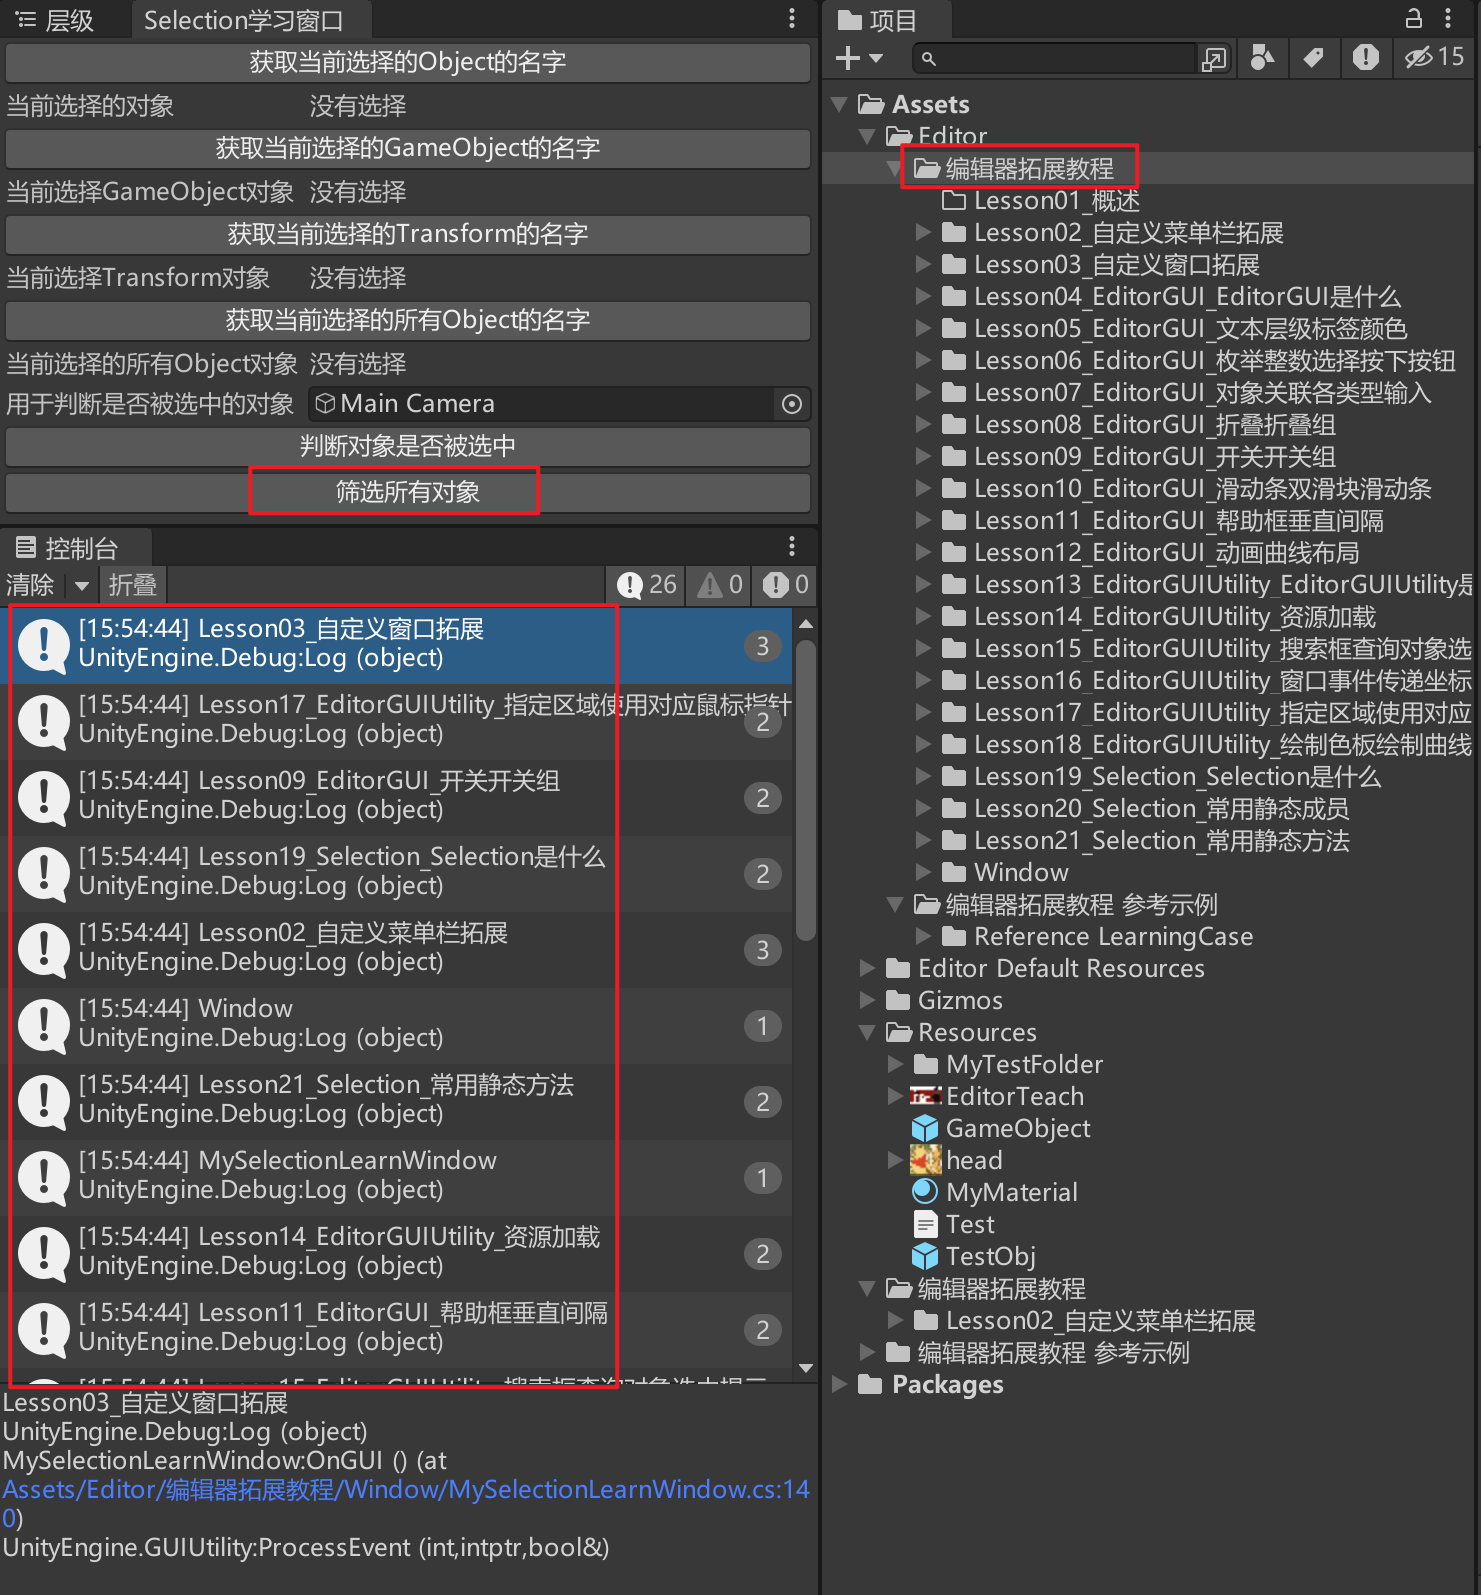 层级
Selection学习窗口
获取当前选择的Object的名字
当前选择的对象 没有选择
获取当前选择的GameObject的名字
当前选择GameObject对象 没有选择
获取当前选择的Transform的名字
当前选择Transform对象 没有选择
获取当前选择的所有Object的名字
当前选择的所有Object对象 没有选择
用于判断是否被选中的对象 Main Camera
判断对象是否被选中
筛选所有对象
控制台
清除 折叠 26 0 0
[15:54:44] Lesson03_自定义窗口拓展
UnityEngine.Debug:Log (object)
3
[15:54:44] Lesson17_EditorGUIUtility_指定区域使用对应鼠标指针
UnityEngine.Debug:Log (object)
2
[15:54:44] Lesson09_EditorGUI_开关开关组
UnityEngine.Debug:Log (object)
2
[15:54:44] Lesson19_Selection_Selection是什么
UnityEngine.Debug:Log (object)
2
[15:54:44] Lesson02_自定义菜单栏拓展
UnityEngine.Debug:Log (object)
3
[15:54:44] Window
UnityEngine.Debug:Log (object)
1
[15:54:44] Lesson21_Selection_常用静态方法
UnityEngine.Debug:Log (object)
2
[15:54:44] MySelectionLearnWindow
UnityEngine.Debug:Log (object)
1
[15:54:44] Lesson14_EditorGUIUtility_资源加载
UnityEngine.Debug:Log (object)
2
[15:54:44] Lesson11_EditorGUI_帮助框垂直间隔
UnityEngine.Debug:Log (object)
2
Lesson03_自定义窗口拓展
UnityEngine.Debug:Log (object)
MySelectionLearnWindow:OnGUI () (at
Assets/Editor/编辑器拓展教程/Window/MySelectionLearnWindow.cs:14
0)
UnityEngine.GUIUtility:ProcessEvent (int,intptr,bool&)
项目
15
Assets
Editor
编辑器拓展教程
Lesson01_概述
Lesson02_自定义菜单栏拓展
Lesson03_自定义窗口拓展
Lesson04_EditorGUI_EditorGUI是什么
Lesson05_EditorGUI_文本层级标签颜色
Lesson06_EditorGUI_枚举整数选择按下按钮
Lesson07_EditorGUI_对象关联各类型输入
Lesson08_EditorGUI_折叠折叠组
Lesson09_EditorGUI_开关开关组
Lesson10_EditorGUI_滑动条双滑块滑动条
Lesson11_EditorGUI_帮助框垂直间隔
Lesson12_EditorGUI_动画曲线布局
Lesson13_EditorGUIUtility_EditorGUIUtility是
Lesson14_EditorGUIUtility_资源加载
Lesson15_EditorGUIUtility_搜索框查询对象选
Lesson16_EditorGUIUtility_窗口事件传递坐标
Lesson17_EditorGUIUtility_指定区域使用对应
Lesson18_EditorGUIUtility_绘制色板绘制曲线
Lesson19_Selection_Selection是什么
Lesson20_Selection_常用静态成员
Lesson21_Selection_常用静态方法
Window
编辑器拓展教程 参考示例
Reference LearningCase
Editor Default Resources
Gizmos
Resources
MyTestFolder
EditorTeach
GameObject
head
MyMaterial
Test
TestObj
编辑器拓展教程
Lesson02_自定义菜单栏拓展
编辑器拓展教程 参考示例
Packages